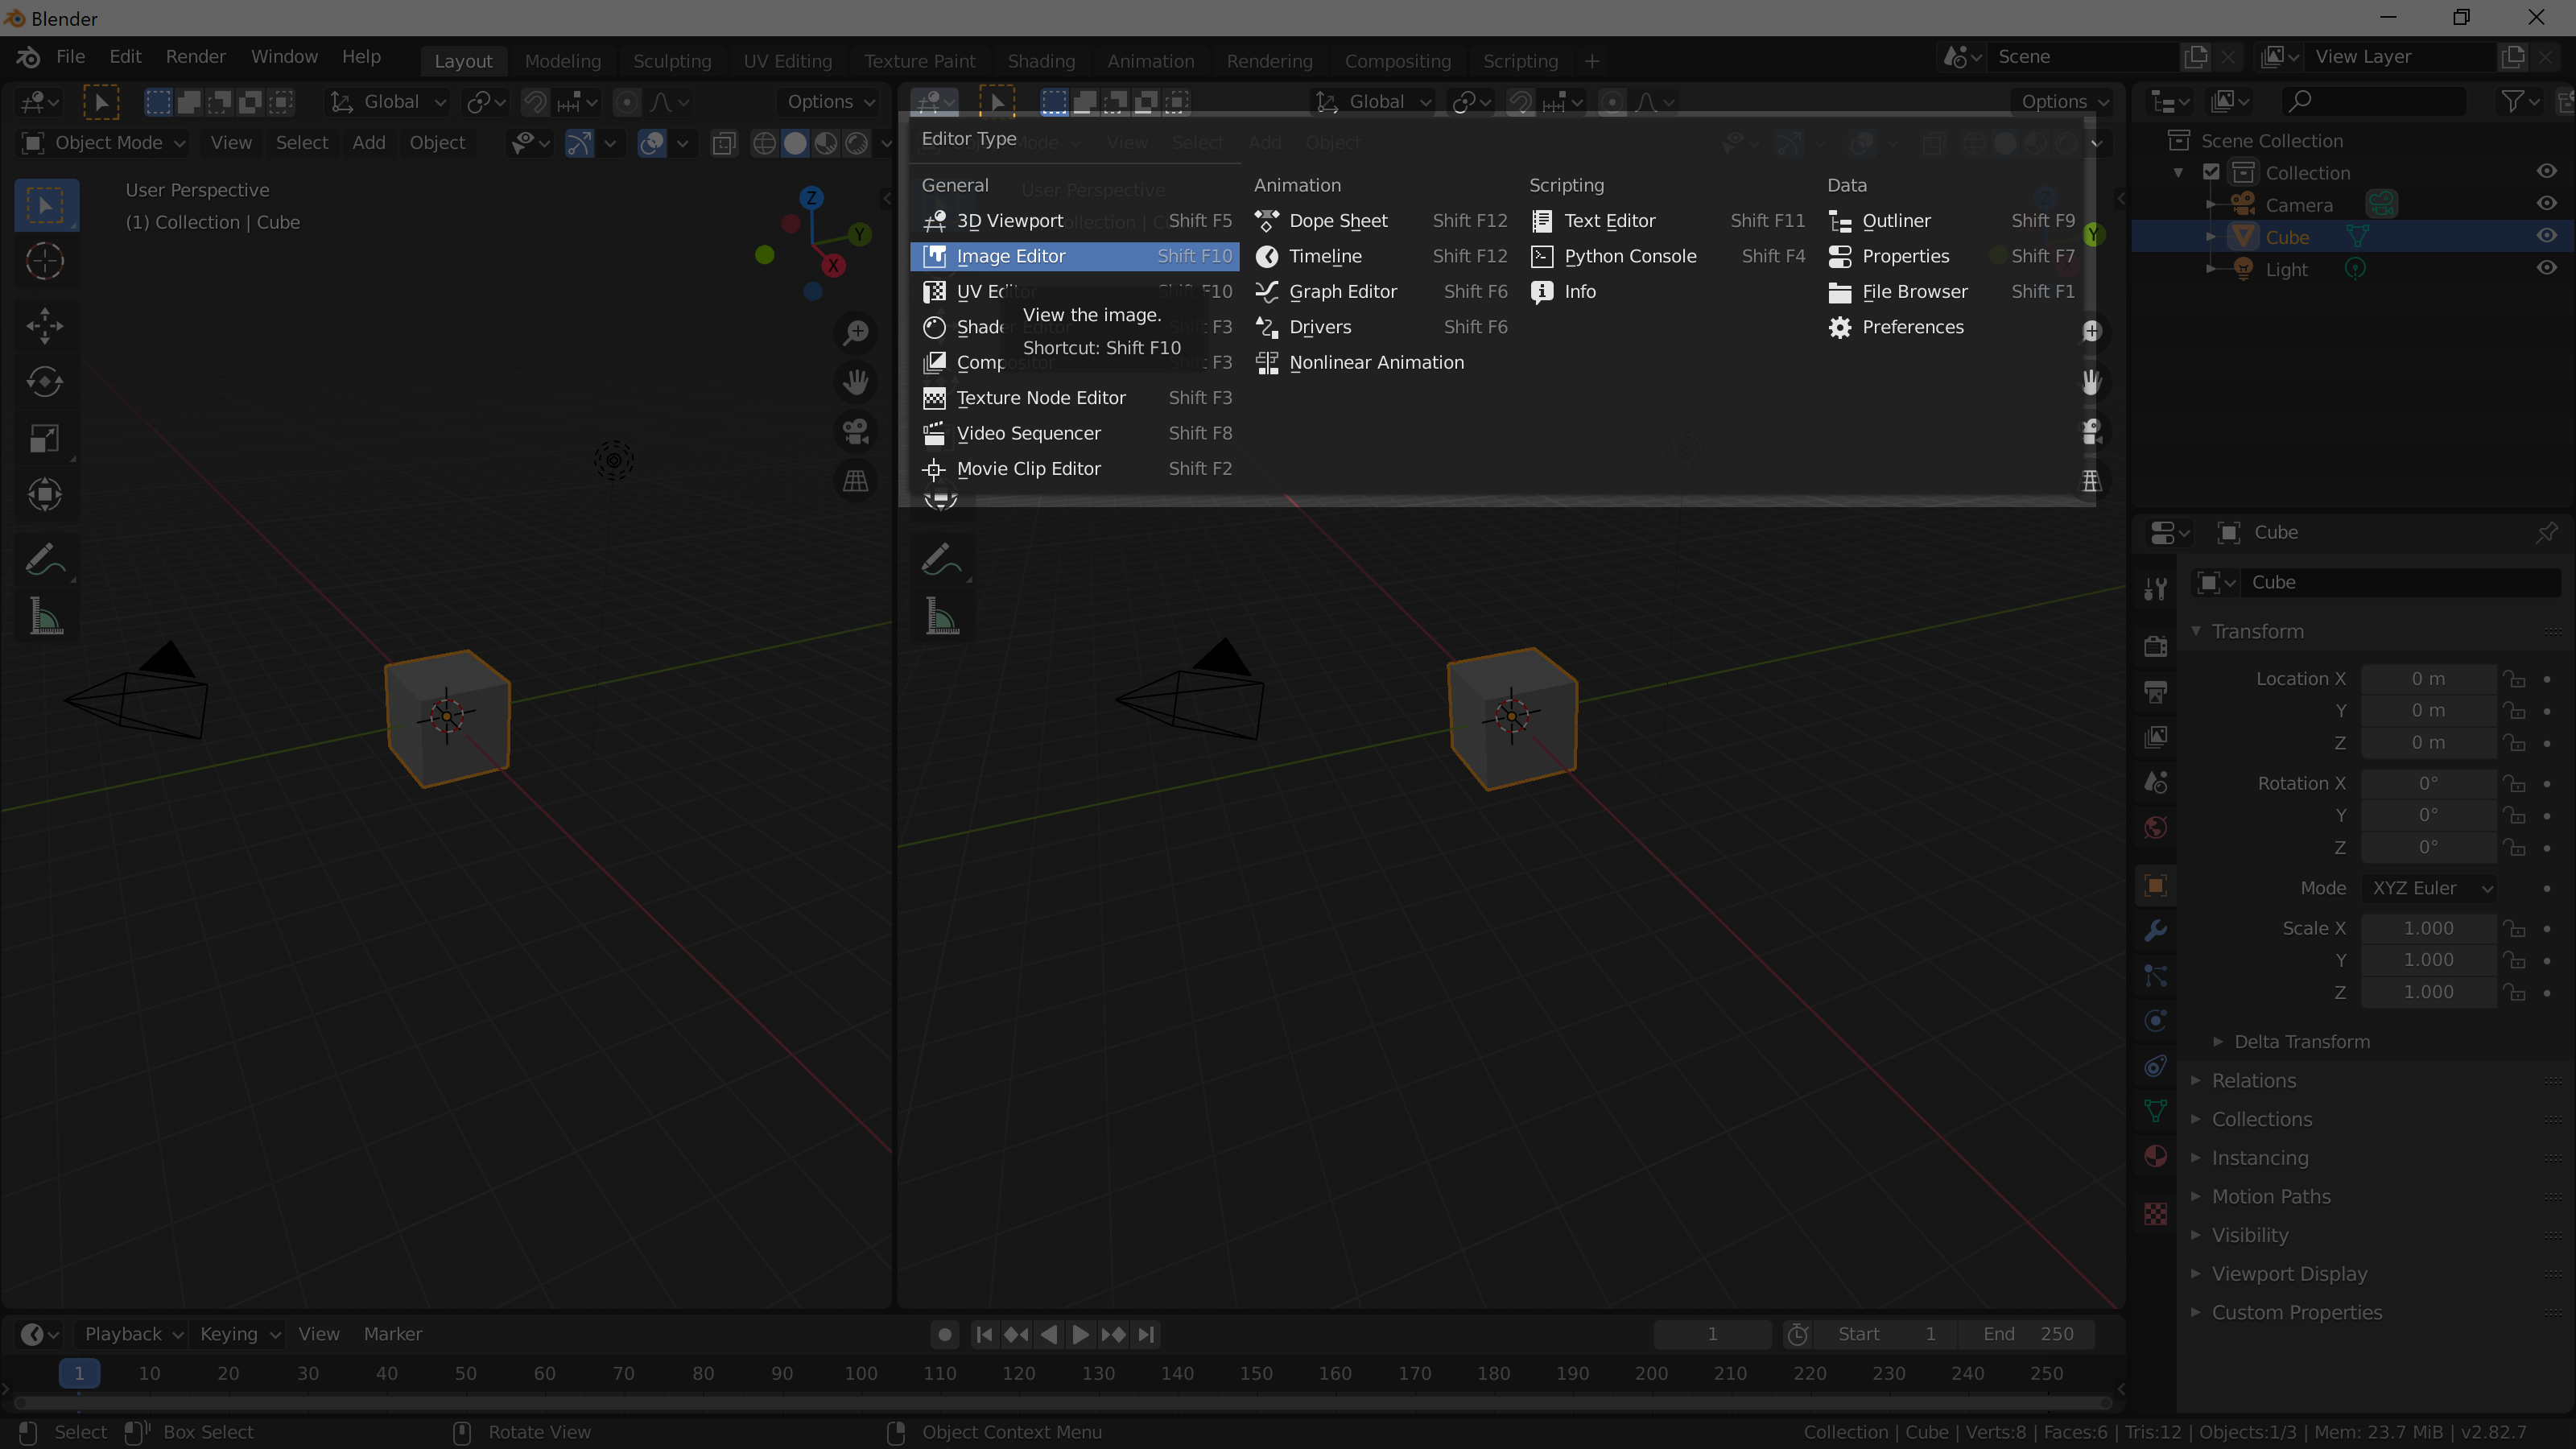 Blender
File Edit Render Window Help Layout Modeling Sculpting UV Editing Texture Paint Shading Animation Rendering Compositing Scripting + Scene View Layer
Global Options Global Options
Object Mode View Select Add Object
Mode View Select Add Object
User Perspective
(1) Collection | Cube
Z
Y
X
User Perspective
Editor Type
General
3D Viewport Shift F5
Image Editor Shift F10
UV Editor Shift F10
Shader Editor Shift F3
Compositor Shift F3
Texture Node Editor Shift F3
Video Sequencer Shift F8
Movie Clip Editor Shift F2
View the image.
Shortcut: Shift F10
Animation
Dope Sheet Shift F12
Timeline Shift F12
Graph Editor Shift F6
Drivers Shift F6
Nonlinear Animation
Scripting
Text Editor Shift F11
Python Console Shift F4
Info
Data
Outliner Shift F9
Properties Shift F7
File Browser Shift F1
Preferences
Z
Y
Scene Collection
Collection
Camera
Cube
Light
Cube
Cube
Transform
Location X 0 m
Y 0 m
Z 0 m
Rotation X 0°
Y 0°
Z 0°
Mode XYZ Euler
Scale X 1.000
Y 1.000
Z 1.000
Delta Transform
Relations
Collections
Instancing
Motion Paths
Visibility
Viewport Display
Custom Properties
Playback Keying View Marker 1 Start 1 End 250
1 10 20 30 40 50 60 70 80 90 100 110 120 130 140 150 160 170 180 190 200 210 220 230 240 250
Select Box Select Rotate View Object Context Menu Collection | Cube | Verts:8 | Faces:6 | Tris:12 | Objects:1/3 | Mem: 23.7 MiB | v2.82.7